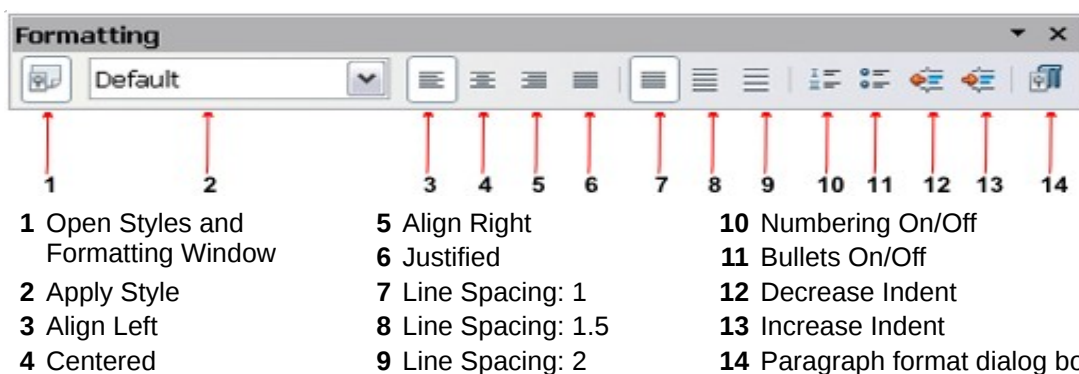 Formatting
Default
1 2 3 4 5 6 7 8 9 10 11 12 13 14
1 Open Styles and
Formatting Window
2 Apply Style
3 Align Left
4 Centered
5 Align Right
6 Justified
7 Line Spacing: 1
8 Line Spacing: 1.5
9 Line Spacing: 2
10 Numbering On/Off
11 Bullets On/Off
12 Decrease Indent
13 Increase Indent
14 Paragraph format dialog